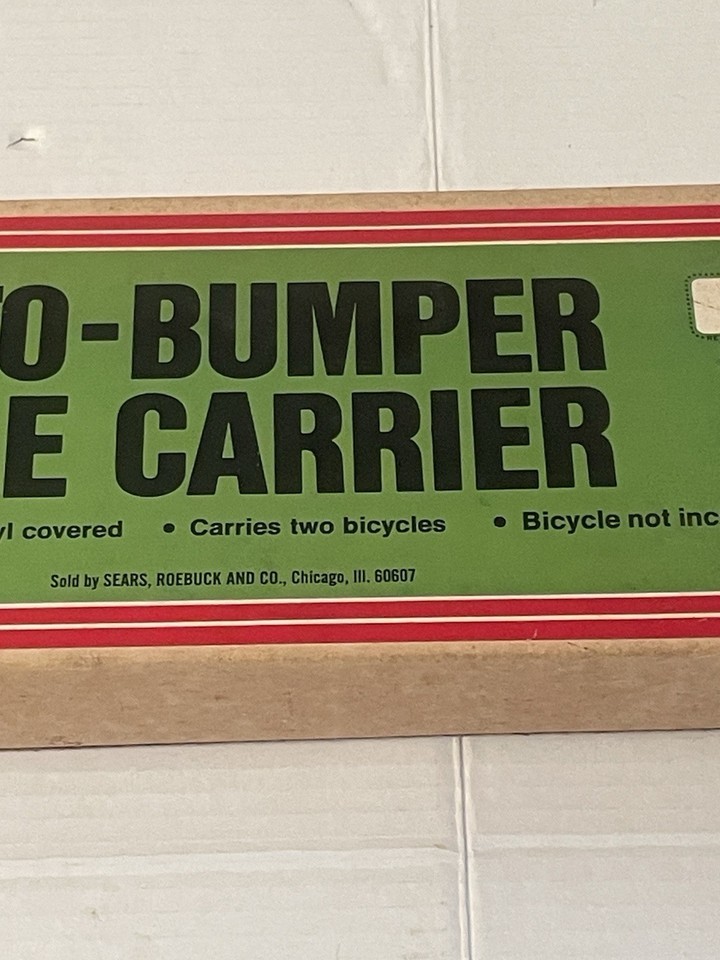 TO-BUMPER
E CARRIER
yl covered • Carries two bicycles • Bicycle not inc
Sold by SEARS, ROEBUCK AND CO., Chicago, Ill. 60607